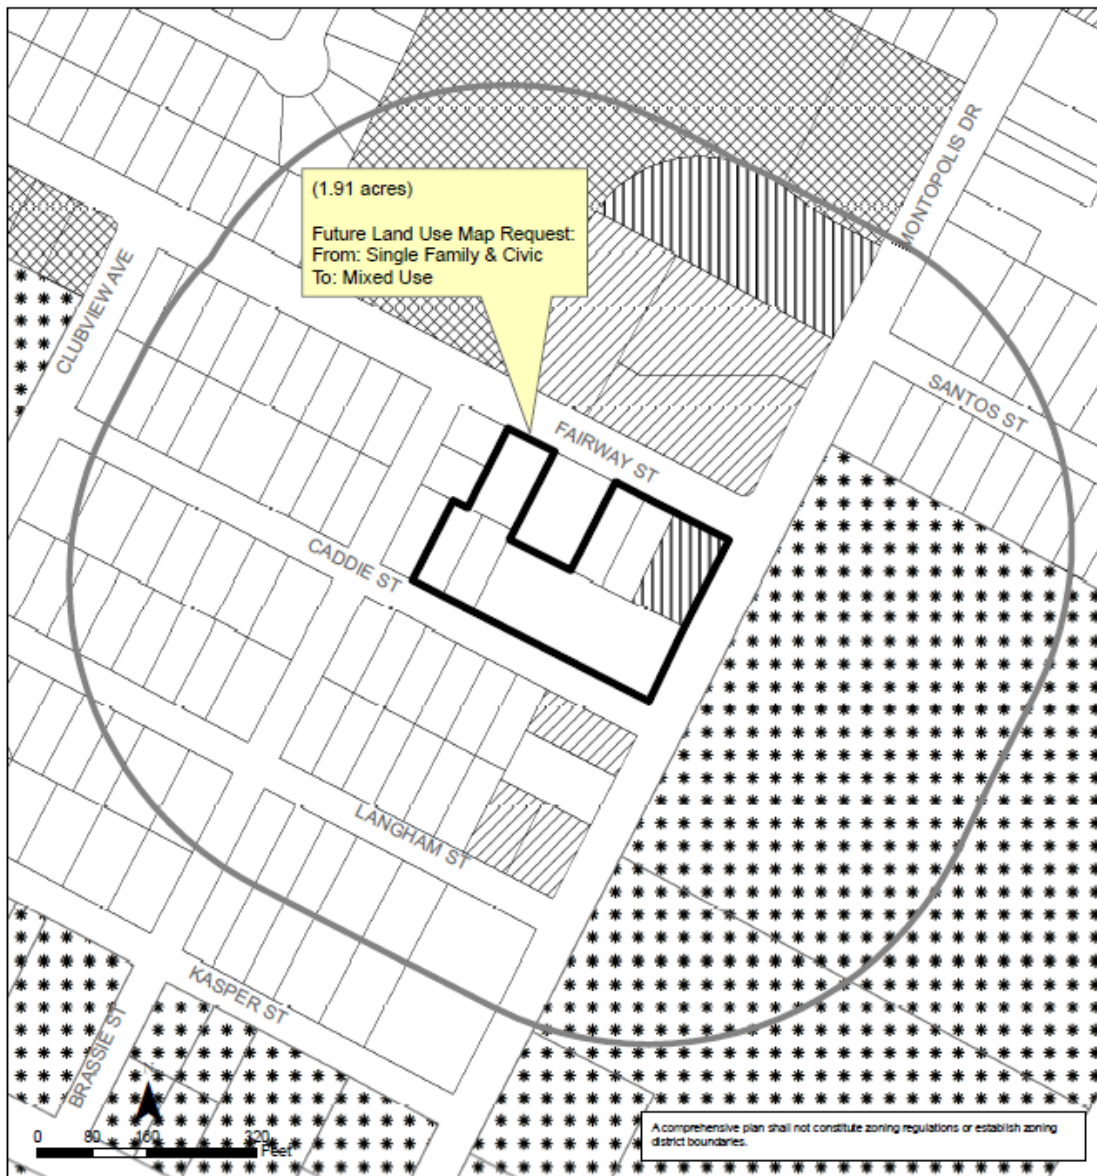 MONTOPOLIS DR
(1.91 acres)
Future Land Use Map Request:
From: Single Family & Civic
To: Mixed Use
CLUBVIEW AVE
SANTOS ST
FAIRWAY ST
CADDIE ST
LANGHAM ST
KASPER ST
BRASSIE ST
0 80 160 320
Feet
A comprehensive plan shall not constitute zoning regulations or establish zoning
district boundaries.